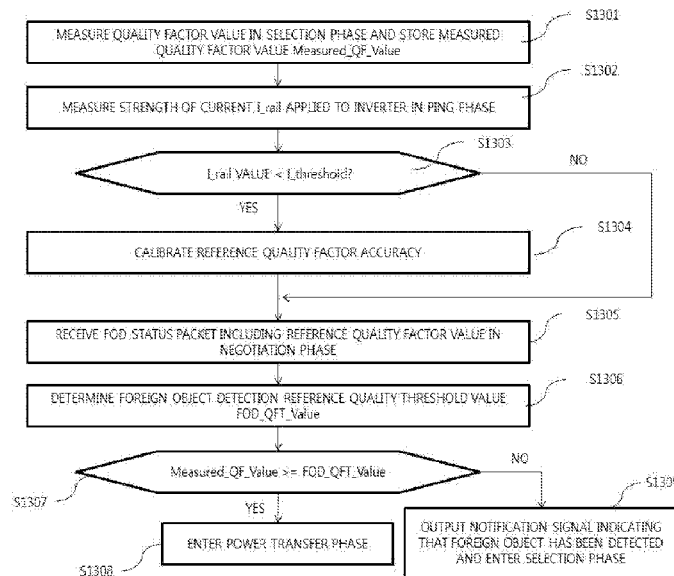 S1301
MEASURE QUALITY FACTOR VALUE IN SELECTION PHASE AND STORE MEASURED
QUALITY FACTOR VALUE Measured_QF_Value
S1302
MEASURE STRENGTH OF CURRENT I_rail APPLIED TO INVERTER IN PING PHASE
S1303
I_rail VALUE < I_threshold?
NO
YES
S1304
CALIBRATE REFERENCE QUALITY FACTOR ACCURACY
S1305
RECEIVE FOD STATUS PACKET INCLUDING REFERENCE QUALITY FACTOR VALUE IN
NEGOTIATION PHASE
S1306
DETERMINE FOREIGN OBJECT DETECTION REFERENCE QUALITY THRESHOLD VALUE
FOD_QFT_Value
Measured_QF_Value >= FOD_QFT_Value
NO
S1307
YES
S1309
ENTER POWER TRANSFER PHASE
OUTPUT NOTIFICATION SIGNAL INDICATING
THAT FOREIGN OBJECT HAS BEEN DETECTED
AND ENTER SELECTION PHASE
S1308